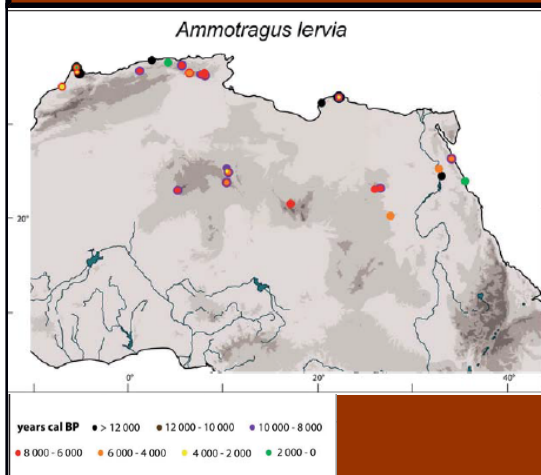 Ammotragus lervia
20°
0° 20° 40°
years cal BP > 12 000 12 000 - 10 000 10 000 - 8 000
8 000 - 6 000 6 000 - 4 000 4 000 - 2 000 2 000 - 0